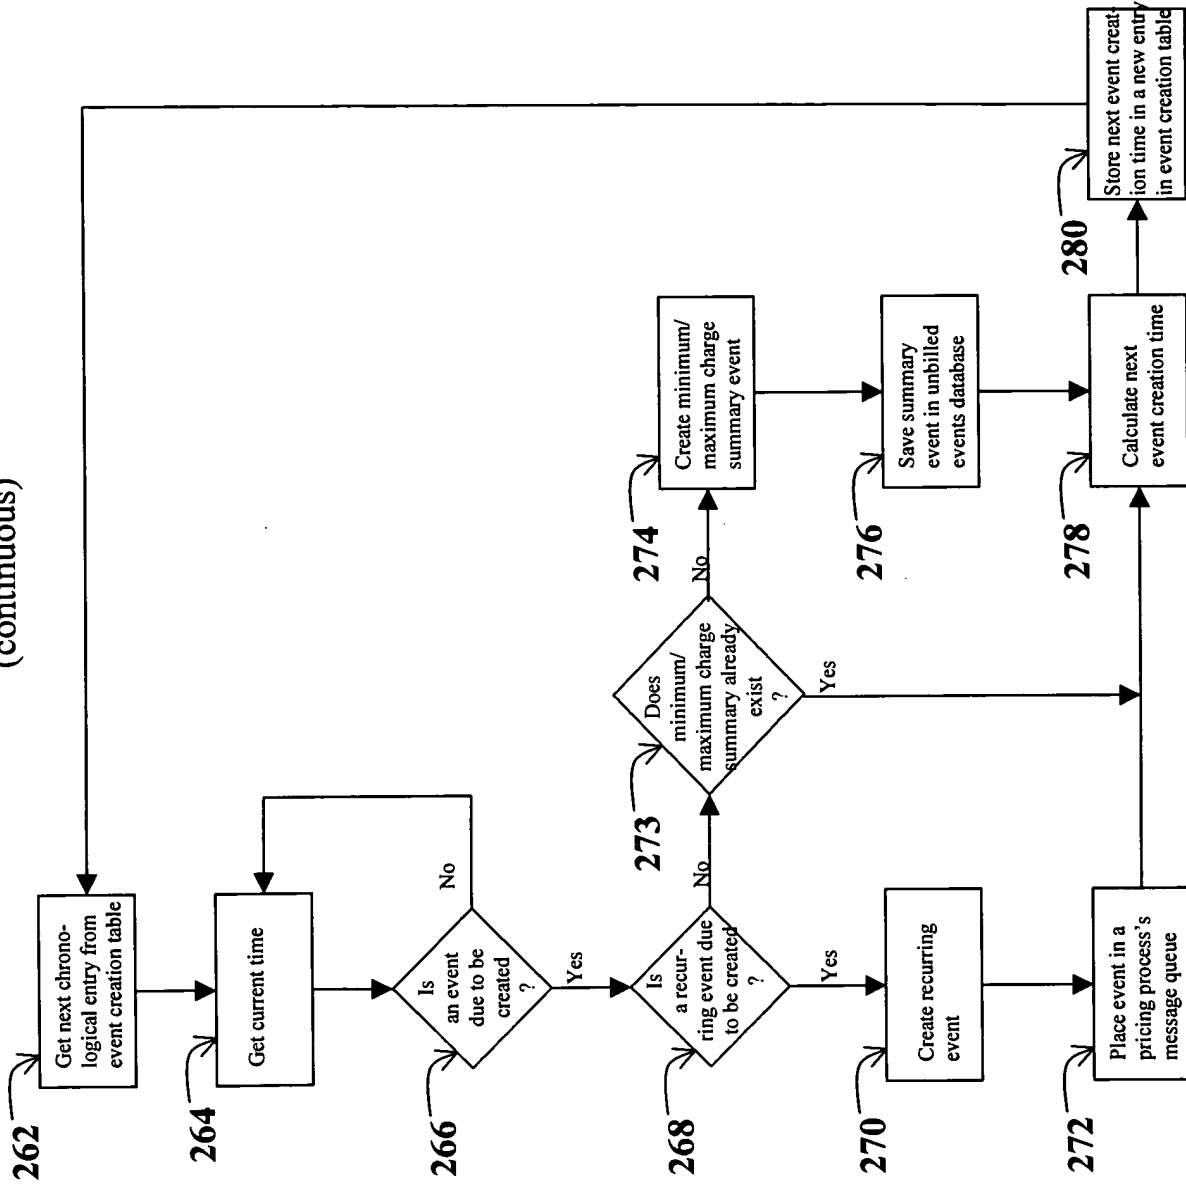 (continuous)
262
Get next chrono-
logical entry from
event creation table
264
Get current time
266
Is
an event
due to be
created
?
No
Yes
268
Is
a recur-
ring event due
to be created
?
No
Yes
270
Create recurring
event
272
Place event in a
pricing process's
message queue
273
Does
minimum/
maximum charge
summary already
exist
?
No
Yes
274
Create minimum/
maximum charge
summary event
276
Save summary
event in unbilled
events database
278
Calculate next
event creation time
280
Store next event creat-
ion time in a new entry
in event creation table